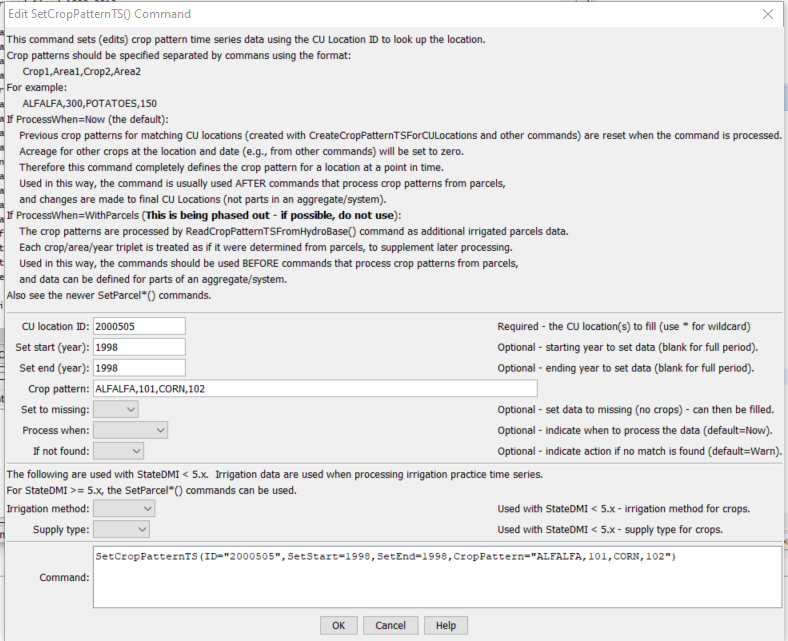 Edit SetCropPatternTS() Command
This command sets (edits) crop pattern time series data using the CU Location ID to look up the location.
Crop patterns should be specified separated by commans using the format:
Crop1,Area1,Crop2,Area2
For example:
ALFALFA,300,POTATOES,150
If ProcessWhen=Now (the default):
Previous crop patterns for matching CU locations (created with CreateCropPatternTSForCULocations and other commands) are reset when the command is processed.
Acreage for other crops at the location and date (e.g., from other commands) will be set to zero.
Therefore this command completely defines the crop pattern for a location at a point in time.
Used in this way, the command is usually used AFTER commands that process crop patterns from parcels,
and changes are made to final CU Locations (not parts in an aggregate/system).
If ProcessWhen=WithParcels (This is being phased out - if possible, do not use):
The crop patterns are processed by ReadCropPatternTSFromHydroBase() command as additional irrigated parcels data.
Each crop/area/year triplet is treated as if it were determined from parcels, to supplement later processing.
Used in this way, the commands should be used BEFORE commands that process crop patterns from parcels,
and data can be defined for parts of an aggregate/system.
Also see the newer SetParcel*() commands.
CU location ID: 2000505 Required - the CU location(s) to fill (use * for wildcard)
Set start (year): 1998 Optional - starting year to set data (blank for full period).
Set end (year): 1998 Optional - ending year to set data (blank for full period).
Crop pattern: ALFALFA,101,CORN,102
Set to missing: Optional - set data to missing (no crops) - can then be filled.
Process when: Optional - indicate when to process the data (default=Now).
If not found: Optional - indicate action if no match is found (default=Warn).
The following are used with StateDMI < 5.x. Irrigation data are used when processing irrigation practice time series.
For StateDMI >= 5.x, the SetParcel*() commands can be used.
Irrigation method: Used with StateDMI < 5.x - irrigation method for crops.
Supply type: Used with StateDMI < 5.x - supply type for crops.
Command: SetCropPatternTS(ID="2000505",SetStart=1998,SetEnd=1998,CropPattern="ALFALFA,101,CORN,102")
OK Cancel Help